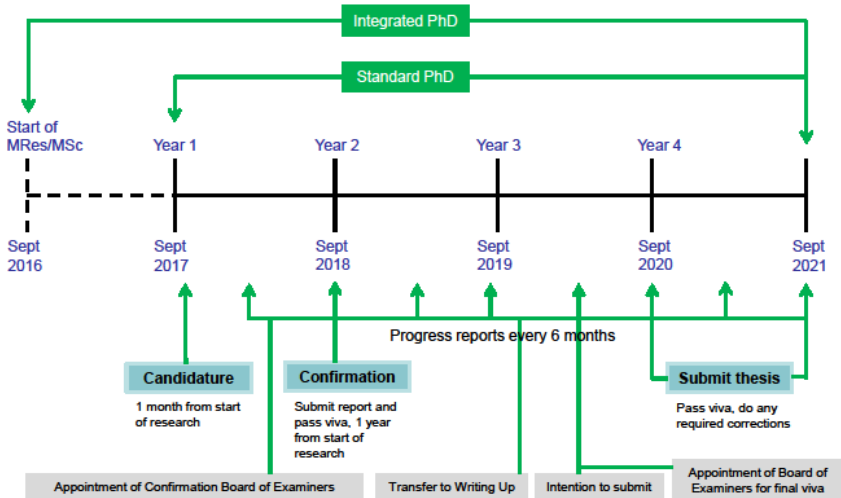 Integrated PhD
Standard PhD
Start of
MRes/MSc
Year 1
Year 2
Year 3
Year 4
Sept
2016
Sept
2017
Sept
2018
Sept
2019
Sept
2020
Sept
2021
Progress reports every 6 months
Candidature
1 month from start
of research
Confirmation
Submit report and
pass viva, 1 year
from start of
research
Submit thesis
Pass viva, do any
required corrections
Appointment of Confirmation Board of Examiners
Transfer to Writing Up
Intention to submit
Appointment of Board of
Examiners for final viva